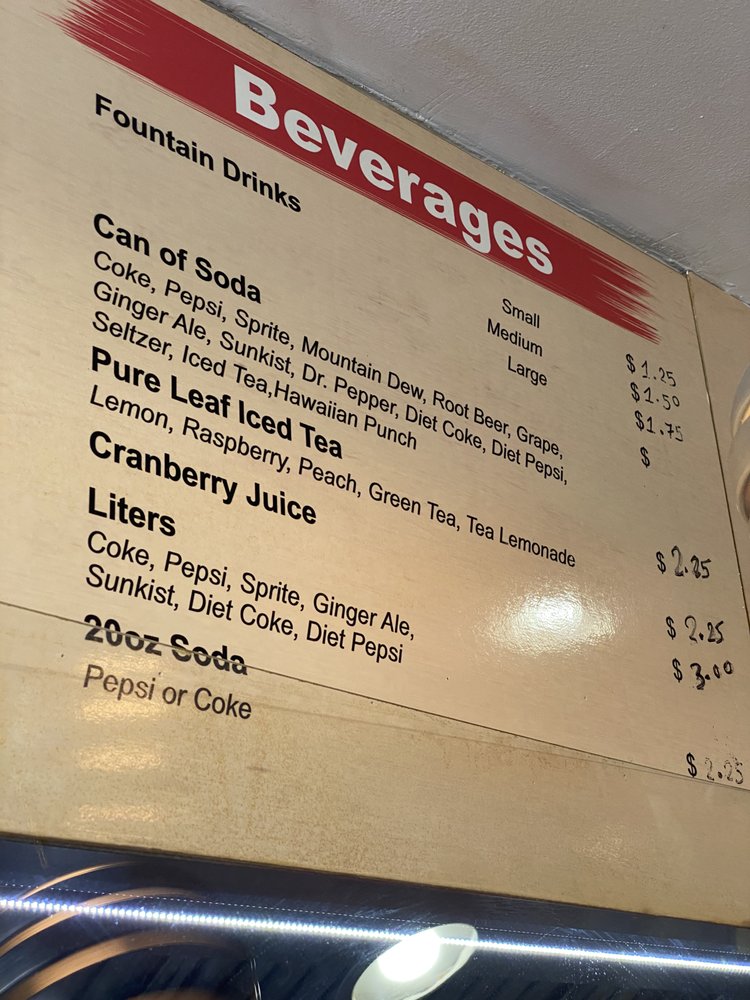 Beverages
Fountain Drinks
Small $1.25
Medium $1.50
Large $1.75
Can of Soda $
Coke, Pepsi, Sprite, Mountain Dew, Root Beer, Grape,
Ginger Ale, Sunkist, Dr. Pepper, Diet Coke, Diet Pepsi,
Seltzer, Iced Tea,Hawaiian Punch
Pure Leaf Iced Tea $2.25
Lemon, Raspberry, Peach, Green Tea, Tea Lemonade
Cranberry Juice $2.25
Liters $3.00
Coke, Pepsi, Sprite, Ginger Ale,
Sunkist, Diet Coke, Diet Pepsi
20oz Soda $2.25
Pepsi or Coke